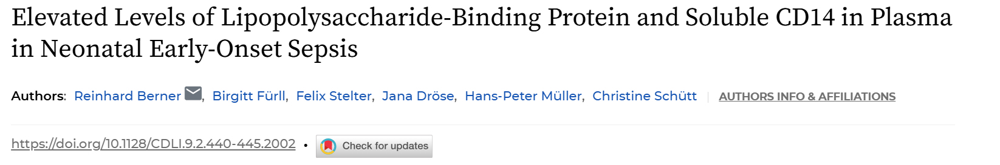 Elevated Levels of Lipopolysaccharide-Binding Protein and Soluble CD14 in Plasma
in Neonatal Early-Onset Sepsis
Authors: Reinhard Berner, Birgitt Fürll, Felix Stelter, Jana Dröse, Hans-Peter Müller, Christine Schütt AUTHORS INFO & AFFILIATIONS
https://doi.org/10.1128/CDLI.9.2.440-445.2002 • Check for updates